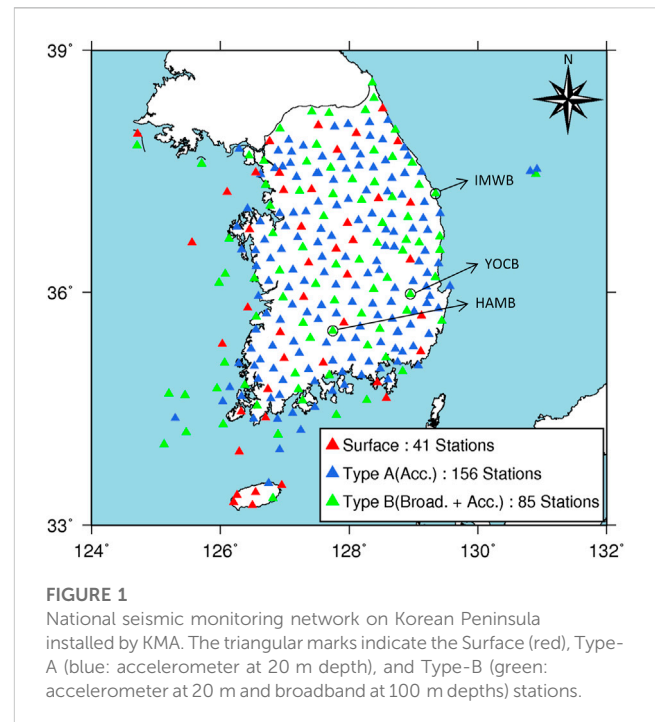 39°
N
IMWB
YOCB
36°
HAMB
Surface : 41 Stations
Type A(Acc.) : 156 Stations
Type B(Broad. + Acc.) : 85 Stations
33°
124° 126° 128° 130° 132°
FIGURE 1
National seismic monitoring network on Korean Peninsula
installed by KMA. The triangular marks indicate the Surface (red), Type-
A (blue: accelerometer at 20 m depth), and Type-B (green:
accelerometer at 20 m and broadband at 100 m depths) stations.